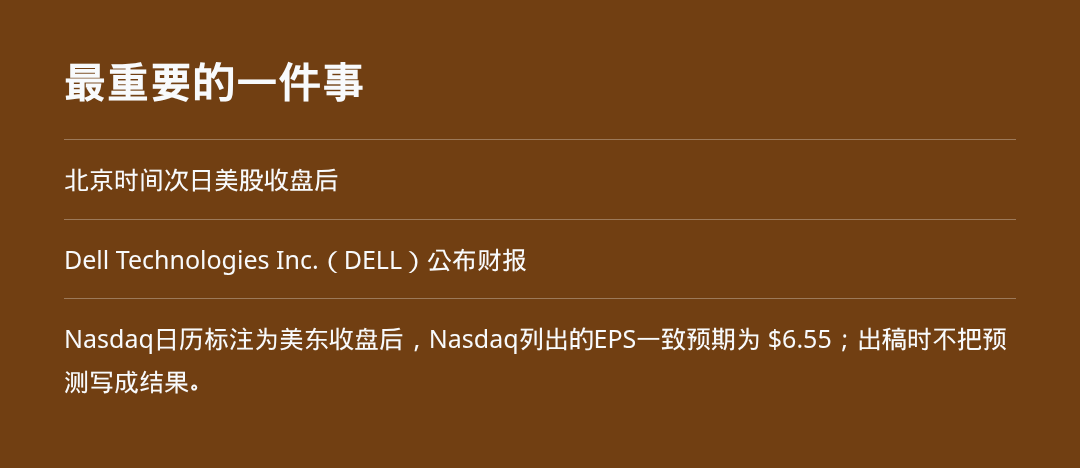 最重要的一件事
北京时间次日美股收盘后
Dell Technologies Inc.（DELL）公布财报
Nasdaq日历标注为美东收盘后，Nasdaq列出的EPS一致预期为 $6.55；出稿时不把预
测写成结果。